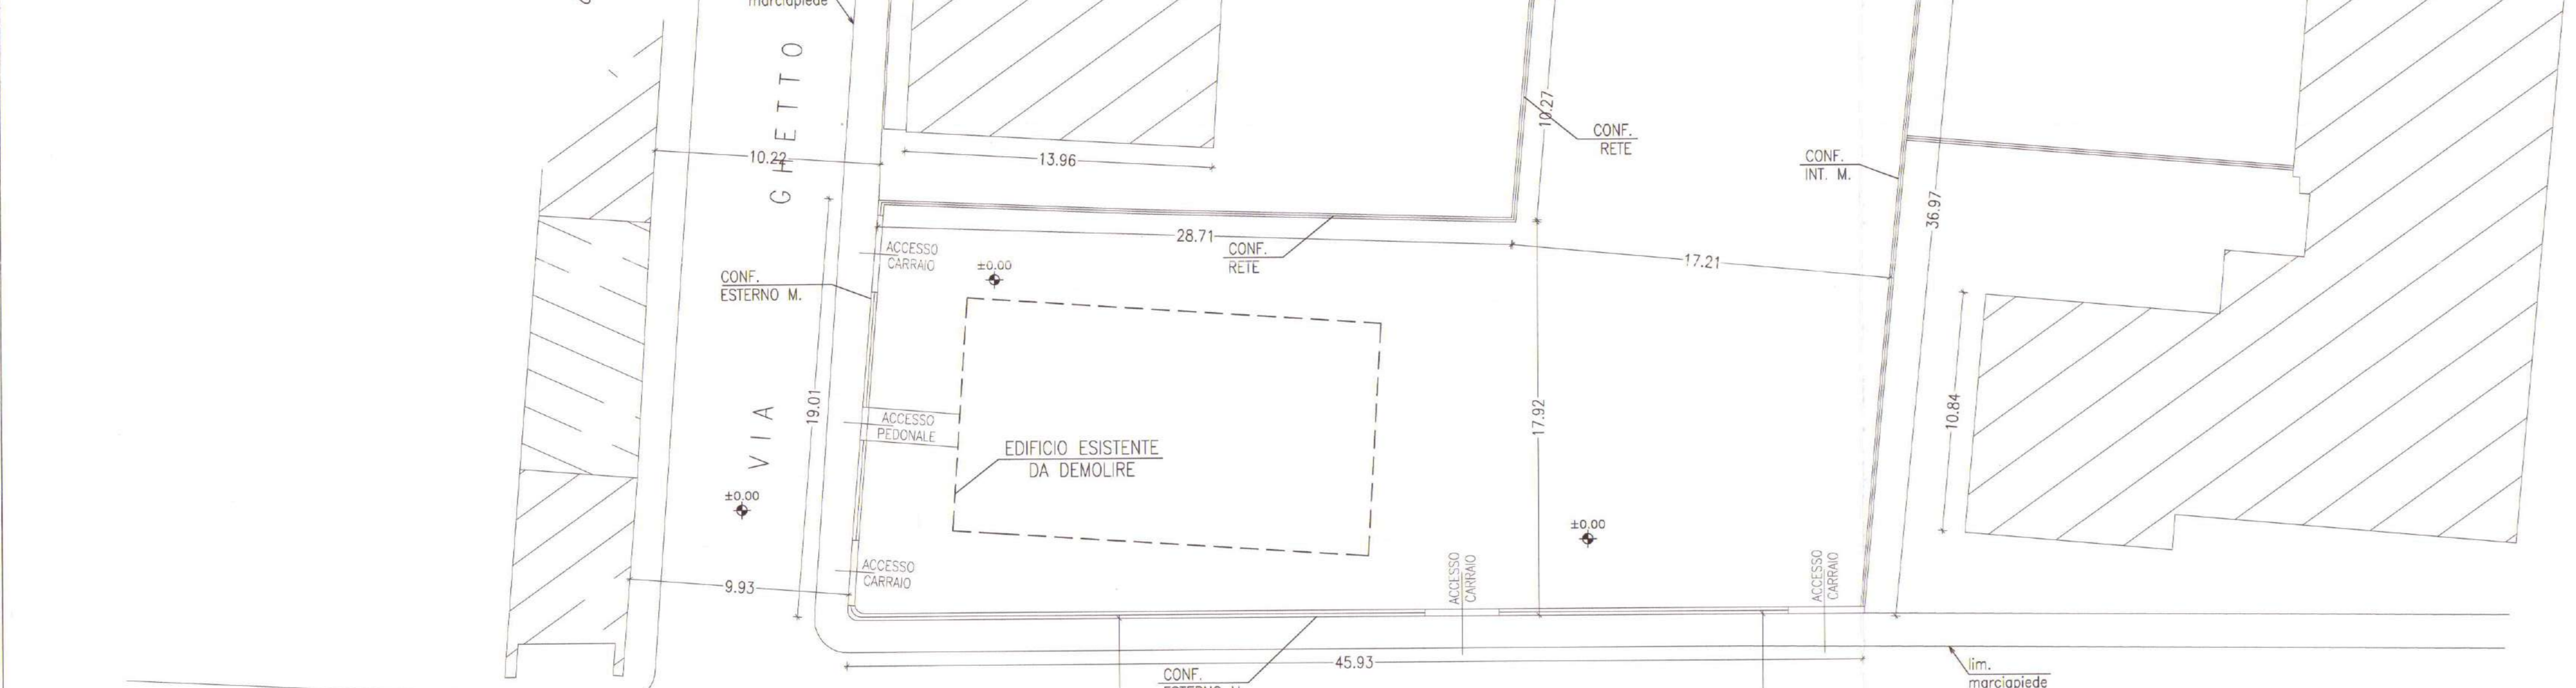 marciapiede
VIA GHETTO
10.22
13.96
10.27
CONF.
RETE
CONF.
INT. M.
36.97
28.71
CONF.
RETE
17.21
ACCESSO
CARRAIO
±0.00
CONF.
ESTERNO M.
19.01
ACCESSO
PEDONALE
EDIFICIO ESISTENTE
DA DEMOLIRE
17.92
10.84
±0.00
±0.00
9.93
ACCESSO
CARRAIO
ACCESSO
CARRAIO
ACCESSO
CARRAIO
45.93
CONF.
ESTERNO M.
lim.
marciapiede